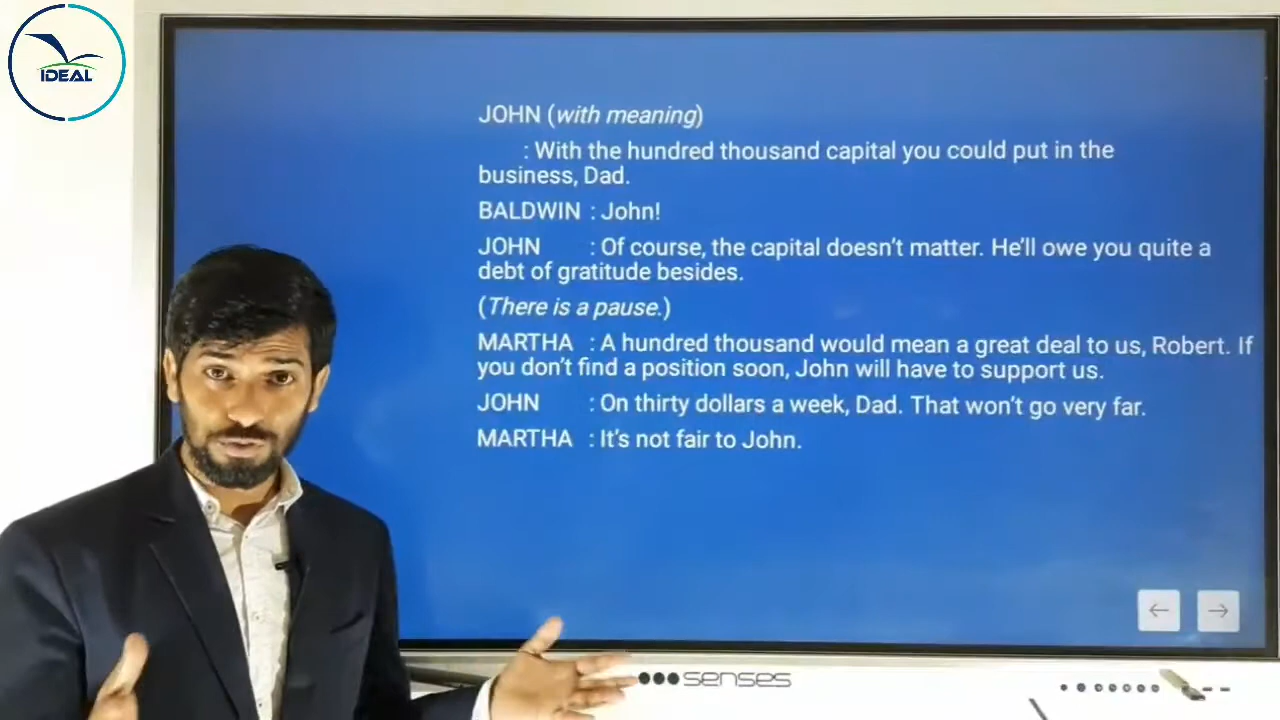 IDEAL
JOHN (with meaning)
: With the hundred thousand capital you could put in the
business, Dad.
BALDWIN : John!
JOHN : Of course, the capital doesn't matter. He'll owe you quite a
debt of gratitude besides.
(There is a pause.)
MARTHA : A hundred thousand would mean a great deal to us, Robert. If
you don't find a position soon, John will have to support us.
JOHN : On thirty dollars a week, Dad. That won't go very far.
MARTHA : It's not fair to John.
senses